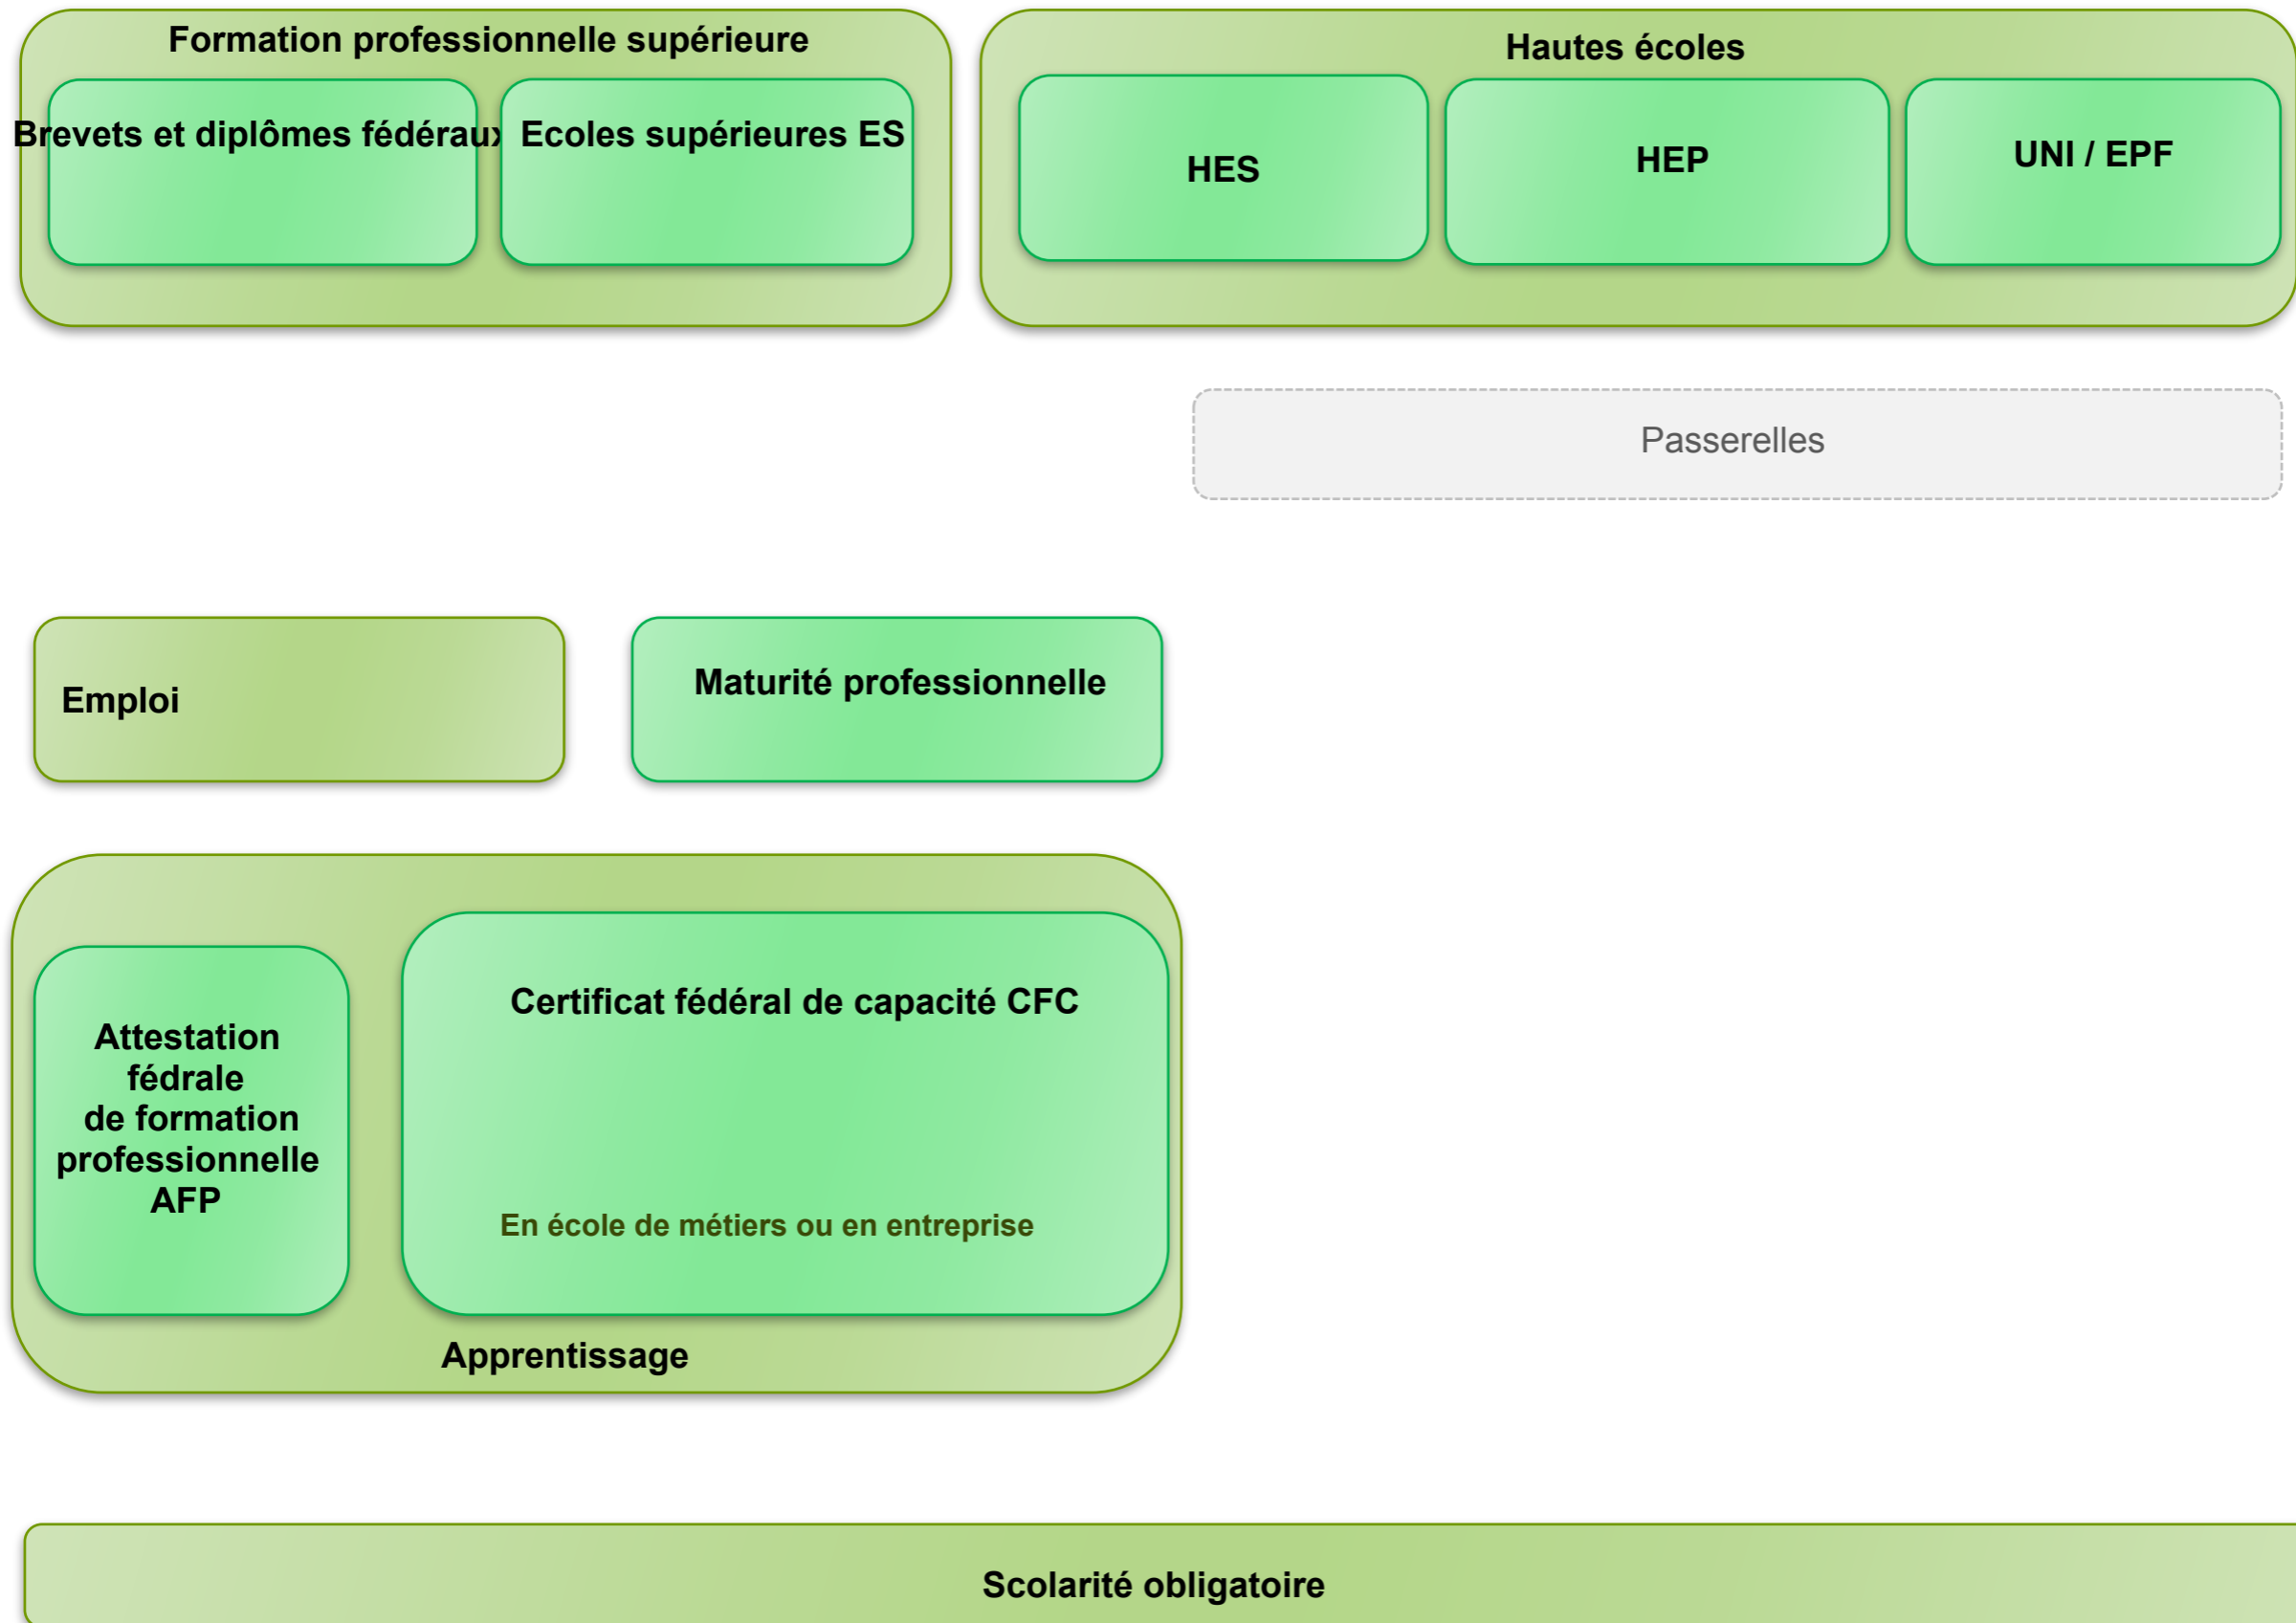 Formation professionnelle supérieure
Hautes écoles
Brevets et diplômes fédéraux
Ecoles supérieures ES
HES
HEP
UNI / EPF
Passerelles
Emploi
Maturité professionnelle
Certificat fédéral de capacité CFC
Attestation
fédrale
de formation
professionnelle
AFP
En école de métiers ou en entreprise
Apprentissage
Scolarité obligatoire